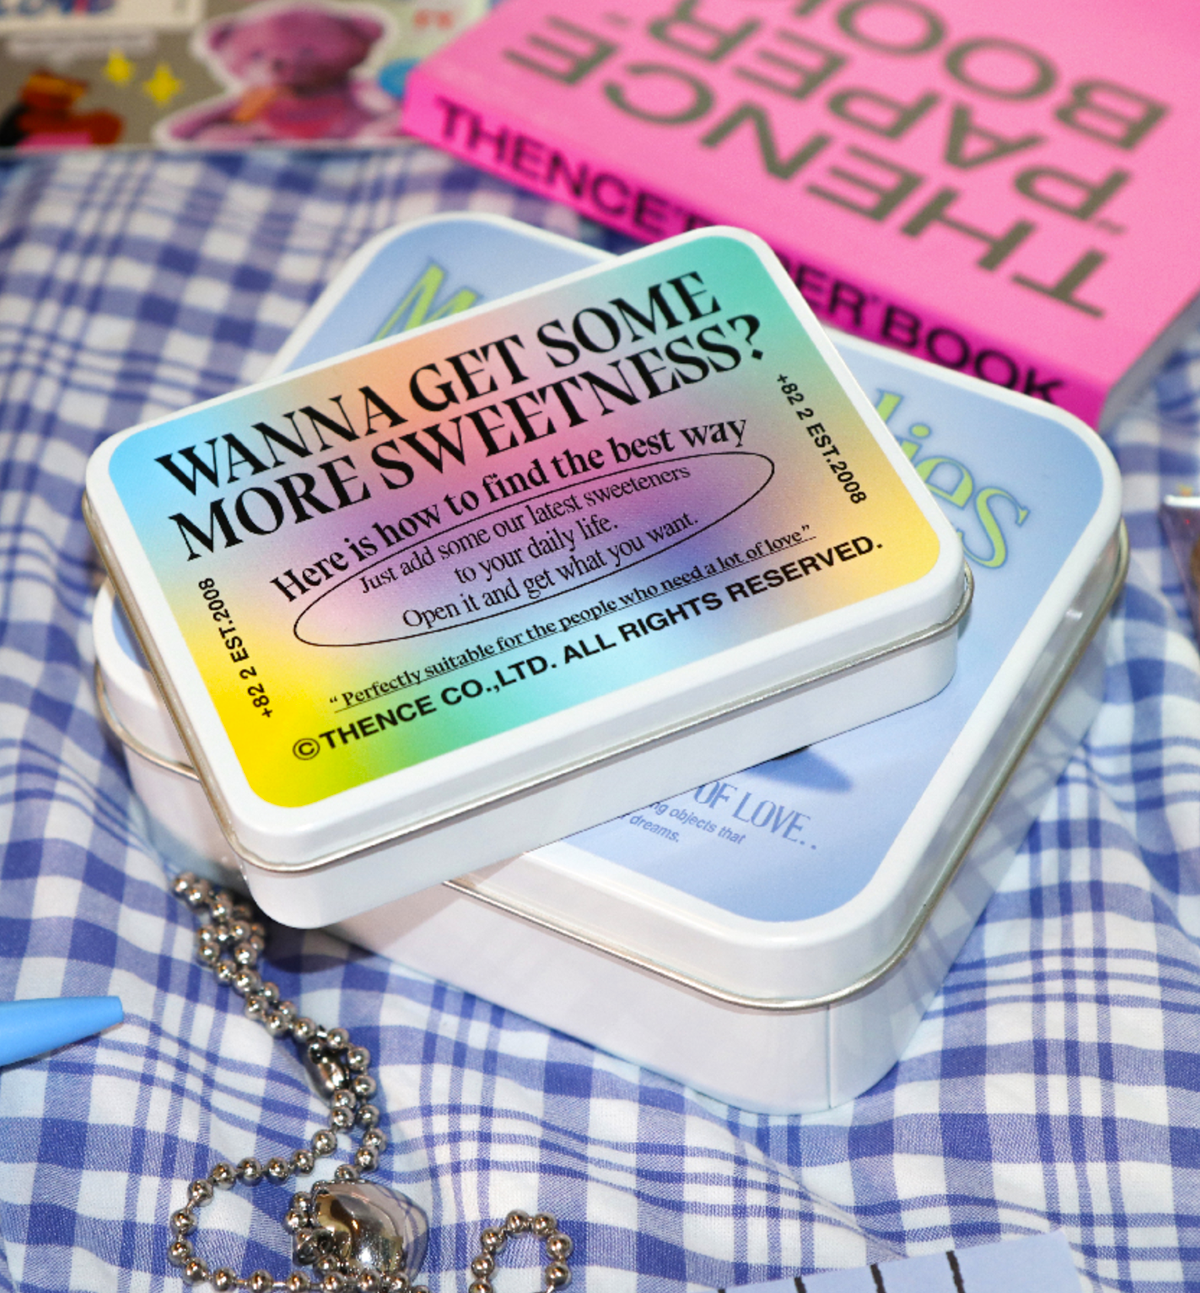 THENCE
"PAPER"
BOOK
THENCE"PAPER"BOOK
WANNA GET SOME
MORE SWEETNESS?
Here is how to find the best way
Just add some our latest sweeteners
to your daily life.
Open it and get what you want.
" Perfectly suitable for the people who need a lot of love"
©THENCE CO.,LTD. ALL RIGHTS RESERVED.
+82 2 EST.2008
+82 2 EST.2008
OF LOVE..
objects that
dreams.